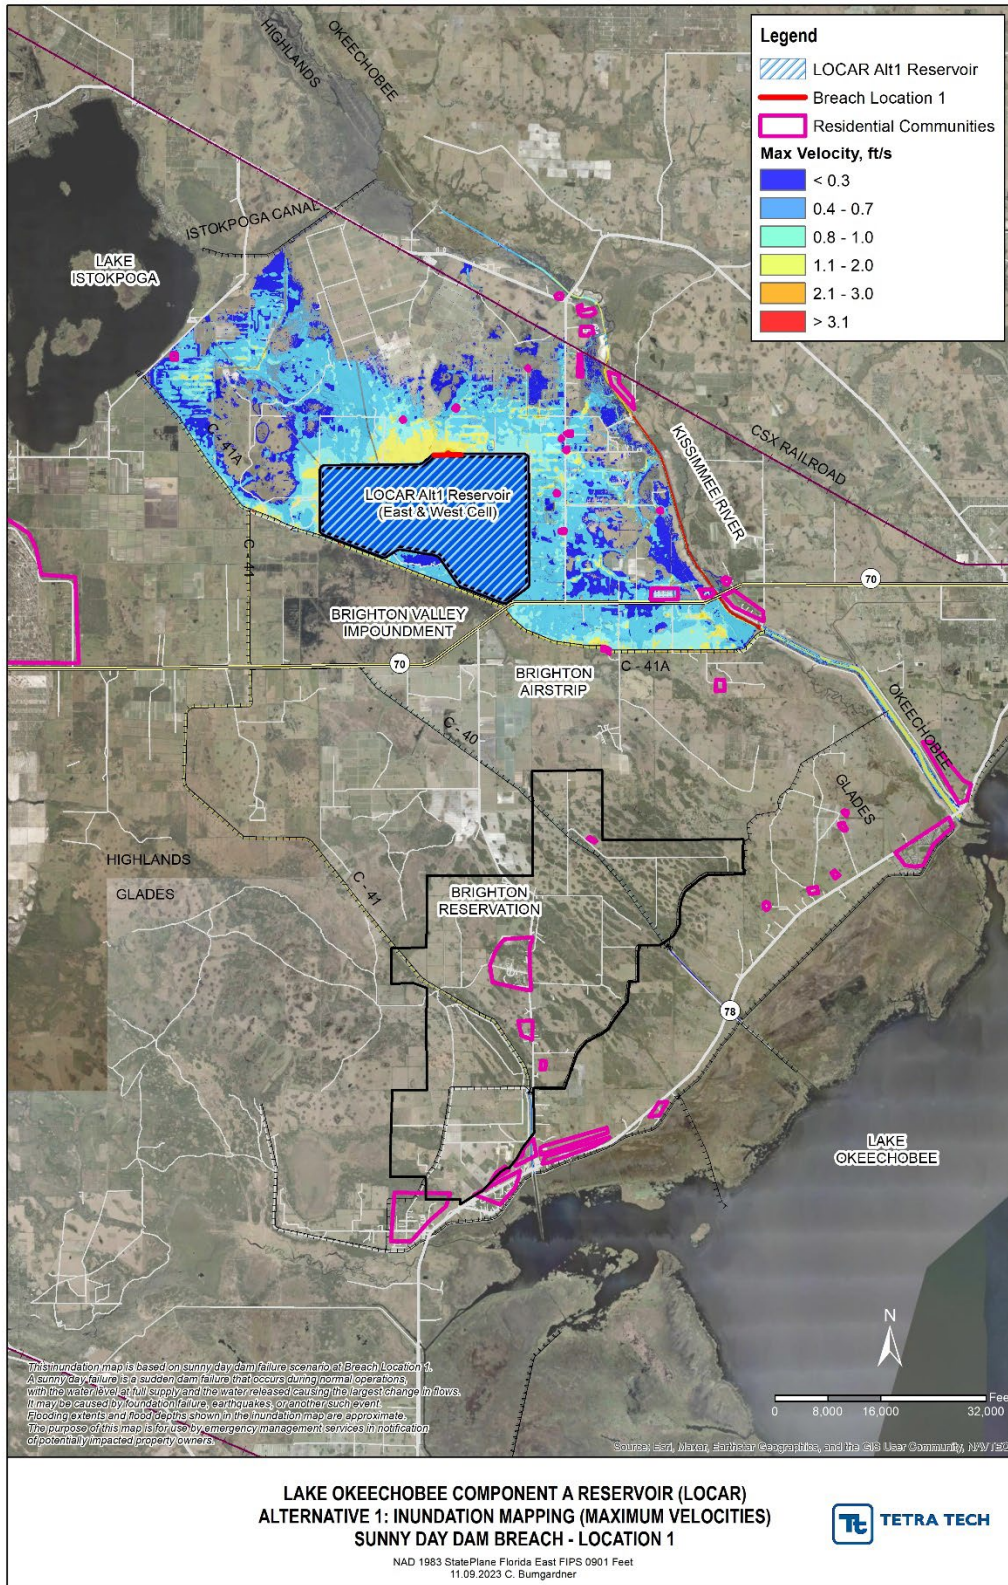 Legend
LOCAR Alt1 Reservoir
Breach Location 1
Residential Communities
Max Velocity, ft/s
< 0.3
0.4 - 0.7
0.8 - 1.0
1.1 - 2.0
2.1 - 3.0
> 3.1
HIGHLANDS
OKEECHOBEE
ISTOKPOGA CANAL
LAKE
ISTOKPOGA
C - 41A
KISSIMMEE RIVER
CSX RAILROAD
LOCAR Alt1 Reservoir
(East & West Cell)
C - 41
70
BRIGHTON VALLEY
IMPOUNDMENT
70
BRIGHTON
AIRSTRIP
C - 41A
C - 40
OKEECHOBEE
GLADES
HIGHLANDS
GLADES
C - 41
BRIGHTON
RESERVATION
78
LAKE
OKEECHOBEE
N
This inundation map is based on sunny day dam failure scenario at Breach Location 1.
A sunny day failure is a sudden dam failure that occurs during normal operations,
with the water level at full supply and the water released causing the largest change in flows.
It may be caused by foundation failure, earthquakes, or another such event.
Flooding extents and flood depths shown in the inundation map are approximate.
The purpose of this map is for use by emergency management services in notification
of potentially impacted property owners.
Feet
0 8,000 16,000 32,000
Source: Esri, Maxar, Earthstar Geographics, and the GIS User Community, NAVTEQ
LAKE OKEECHOBEE COMPONENT A RESERVOIR (LOCAR)
ALTERNATIVE 1: INUNDATION MAPPING (MAXIMUM VELOCITIES)
SUNNY DAY DAM BREACH - LOCATION 1
NAD 1983 StatePlane Florida East FIPS 0901 Feet
11.09.2023 C. Bumgardner
Tt TETRA TECH